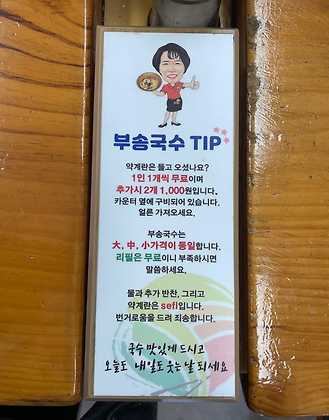 부송국수 TIP
약계란은 들고 오셨나요?
1인 1개씩 무료이며
추가시 2개 1,000원입니다.
카운터 옆에 구비되어 있습니다.
얼른 가져오세요.
부송국수는
大, 中, 小가격이 동일합니다.
리필은 무료이니 부족하시면
말씀하세요.
물과 추가 반찬, 그리고
약계란은 sefl입니다.
번거로움을 드려 죄송합니다.
국수 맛있게 드시고
오늘도 내일도 웃는 날 되세요